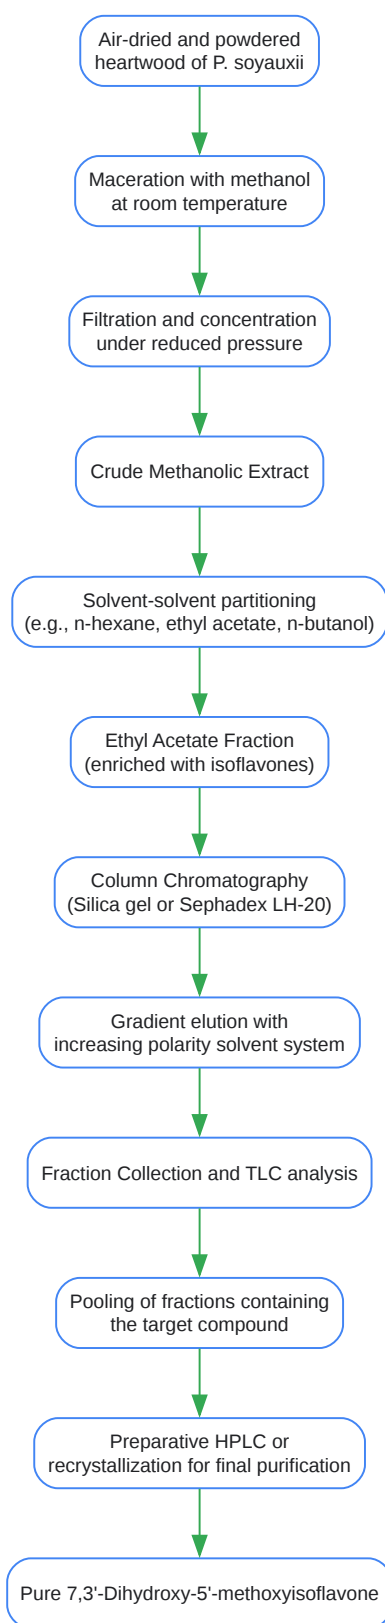 Air-dried and powdered
heartwood of P. soyauxii
Maceration with methanol
at room temperature
Filtration and concentration
under reduced pressure
Crude Methanolic Extract
Solvent-solvent partitioning
(e.g., n-hexane, ethyl acetate, n-butanol)
Ethyl Acetate Fraction
(enriched with isoflavones)
Column Chromatography
(Silica gel or Sephadex LH-20)
Gradient elution with
increasing polarity solvent system
Fraction Collection and TLC analysis
Pooling of fractions containing
the target compound
Preparative HPLC or
recrystallization for final purification
Pure 7,3'-Dihydroxy-5'-methoxyisoflavone